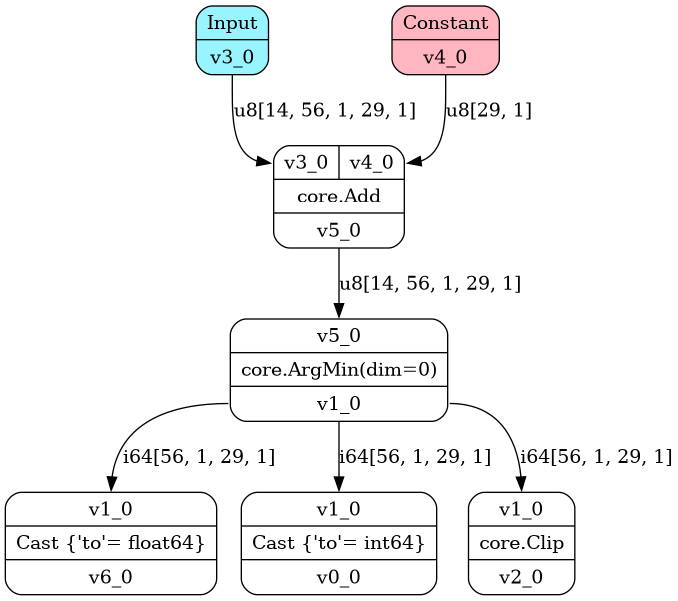 Input
v3_0
Constant
v4_0
u8[14, 56, 1, 29, 1]
u8[29, 1]
v3_0 v4_0
core.Add
v5_0
u8[14, 56, 1, 29, 1]
v5_0
core.ArgMin(dim=0)
v1_0
i64[56, 1, 29, 1]
i64[56, 1, 29, 1]
i64[56, 1, 29, 1]
v1_0
Cast {'to'= float64}
v6_0
v1_0
Cast {'to'= int64}
v0_0
v1_0
core.Clip
v2_0